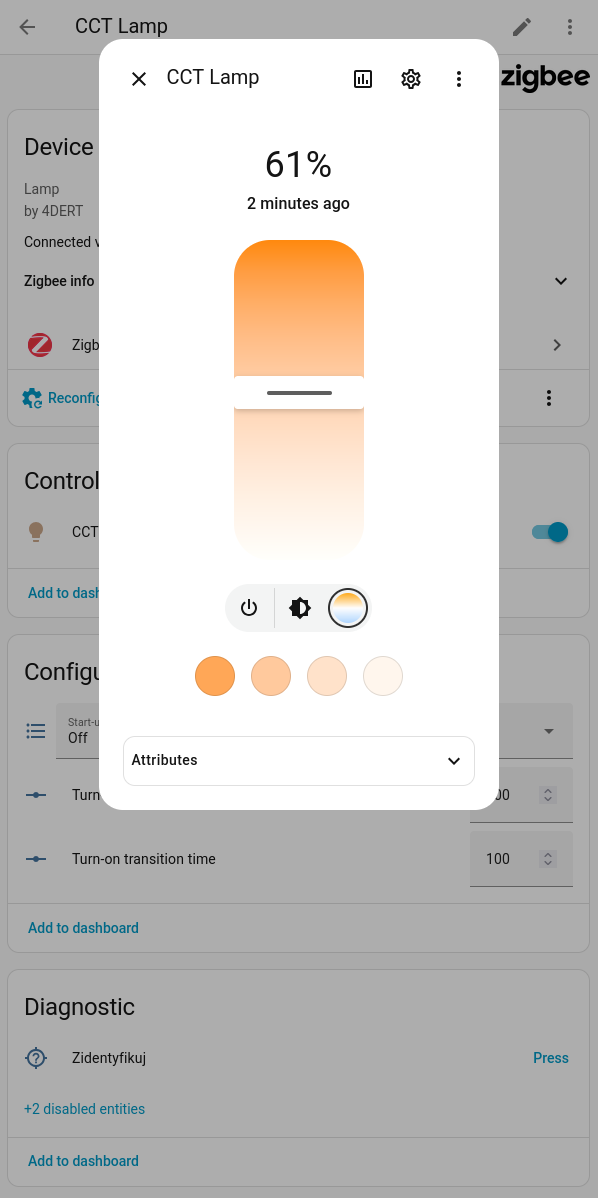 CCT Lamp
zigbee
CCT Lamp
61%
2 minutes ago
Device
Lamp
by 4DERT
Connected v
Zigbee info
Zigb
Reconfig
Control
CCT
Add to dash
Configu
Start-u
Off
Turn
00
Turn-on transition time
100
Add to dashboard
Attributes
Diagnostic
Zidentyfikuj
Press
+2 disabled entities
Add to dashboard